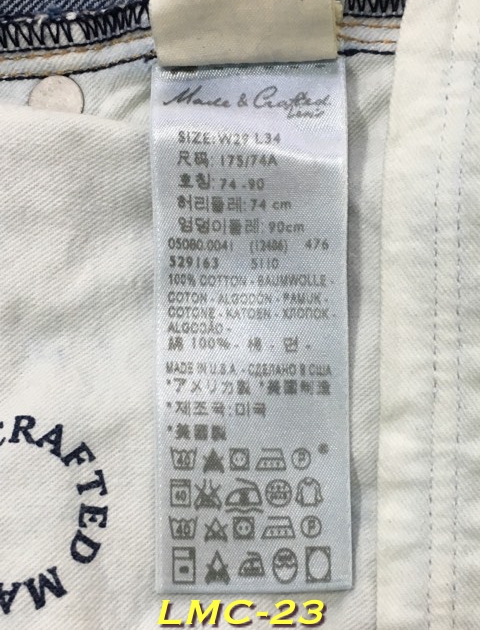 Made & Crafted
Levi's
SIZE: W29 L34
尺码: 175/74A
호칭: 74 -90
허리둘레: 74 cm
엉덩이둘레: 90cm
05080.0041 (12486) 476
529163 5110
100% COTTON - BAUMWOLLE -
COTON - ALGODON - PAMUK -
COTONE - KATOEN - ХЛОПОК -
ALGODÃO -
綿 100% - 棉 - 면 -
MADE IN U.S.A. - СДЕЛАНО В США
*アメリカ製 *美國制造
*제조국:미국
*美國製
CRAFTED MA
LMC-23